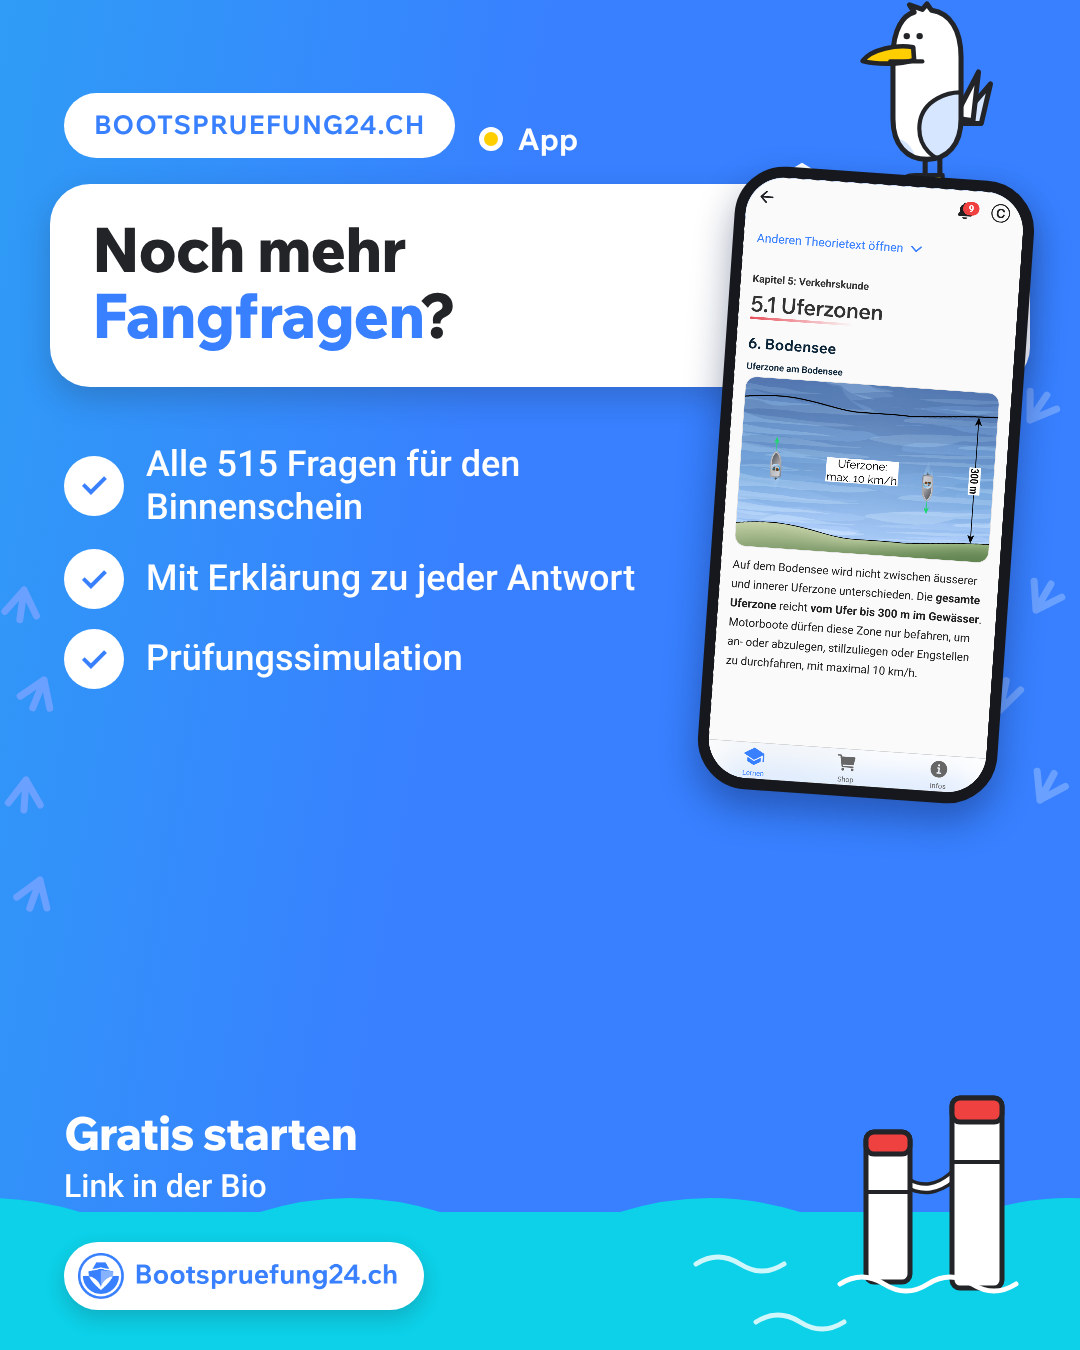 BOOTSPRUEFUNG24.CH
App
Noch mehr
Fangfragen?
Alle 515 Fragen für den
Binnenschein
Mit Erklärung zu jeder Antwort
Prüfungssimulation
9
C
Anderen Theorietext öffnen
Kapitel 5: Verkehrskunde
5.1 Uferzonen
6. Bodensee
Uferzone am Bodensee
Uferzone:
max. 10 km/h
300 m
Auf dem Bodensee wird nicht zwischen äusserer
und innerer Uferzone unterschieden. Die gesamte
Uferzone reicht vom Ufer bis 300 m im Gewässer.
Motorboote dürfen diese Zone nur befahren, um
an- oder abzulegen, stillzuliegen oder Engstellen
zu durchfahren, mit maximal 10 km/h.
Lernen
Shop
Infos
Gratis starten
Link in der Bio
Bootspruefung24.ch